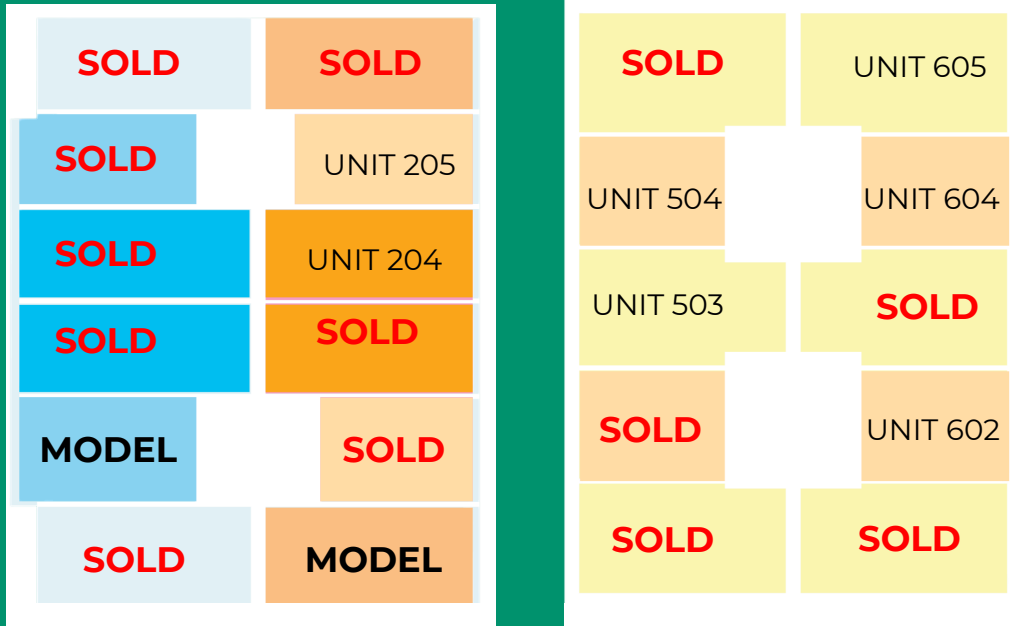 SOLD
SOLD
SOLD
UNIT 205
SOLD
UNIT 204
SOLD
SOLD
MODEL
SOLD
SOLD
MODEL
SOLD
UNIT 605
UNIT 504
UNIT 604
UNIT 503
SOLD
SOLD
UNIT 602
SOLD
SOLD